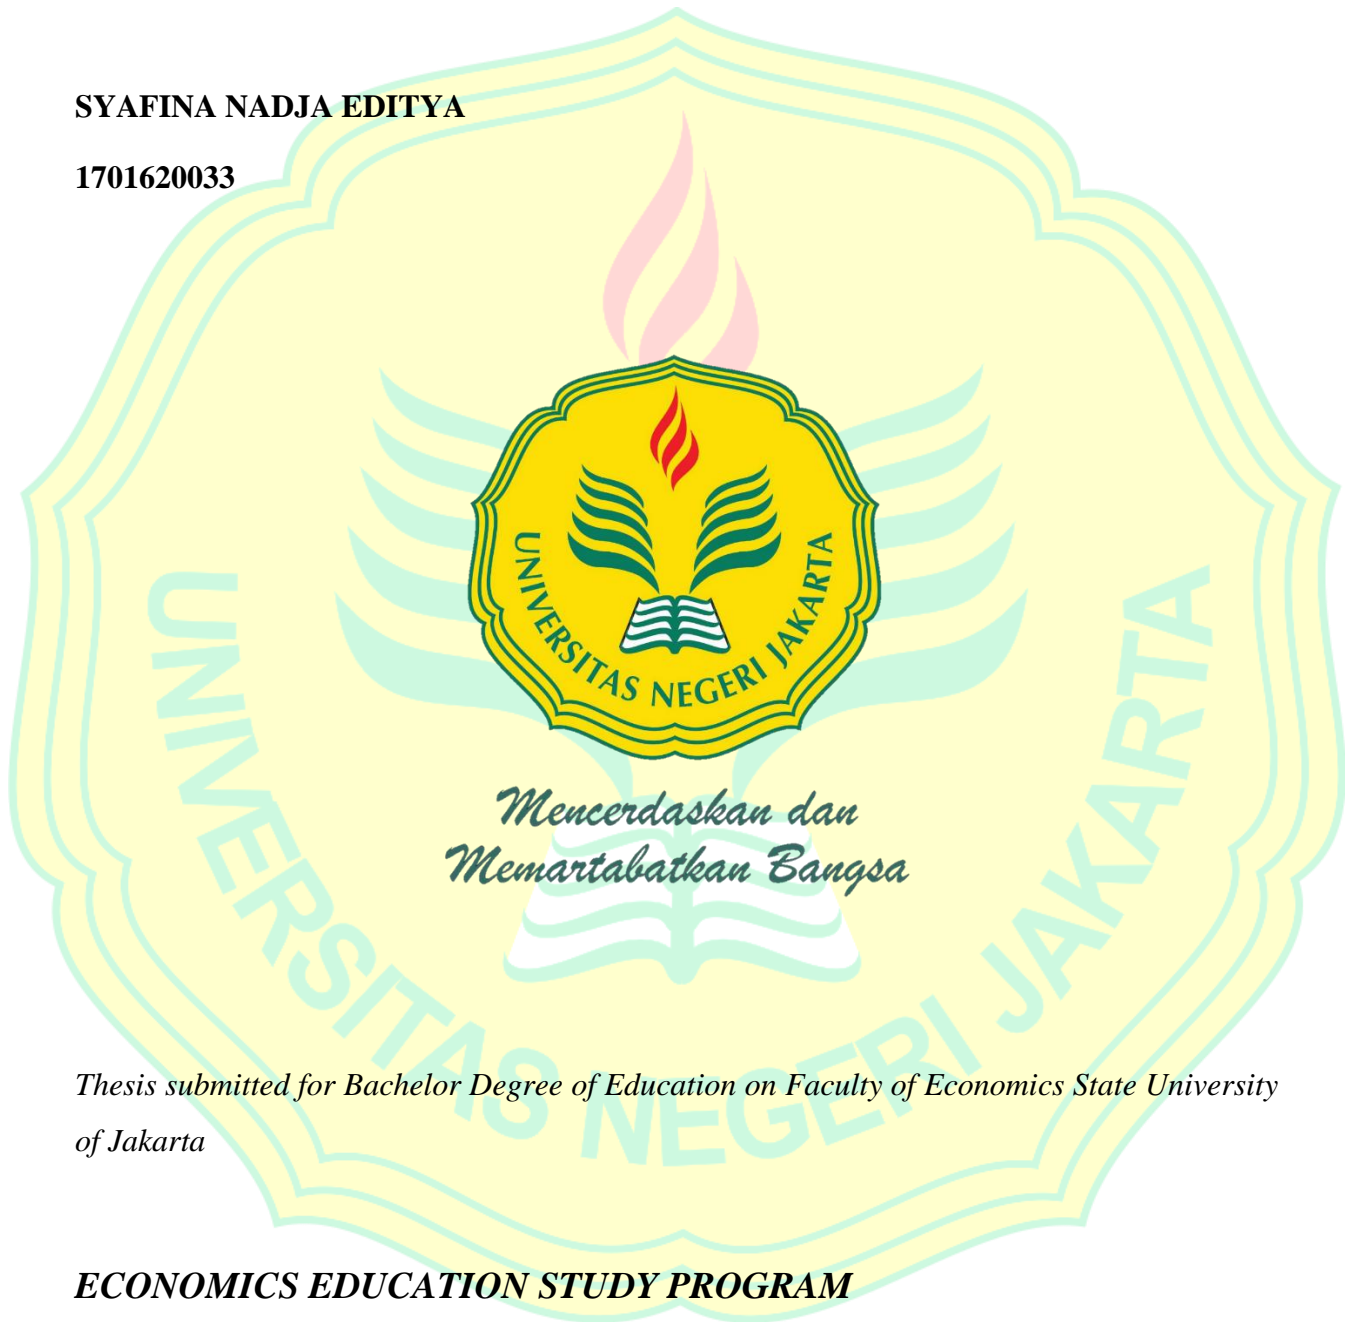 SYAFINA NADJA EDITYA
1701620033
UNIVERSITAS NEGERI JAKARTA
Mencerdaskan dan
Memartabatkan Bangsa
UNIVERSITAS NEGERI JAKARTA
Thesis submitted for Bachelor Degree of Education on Faculty of Economics State University
of Jakarta
ECONOMICS EDUCATION STUDY PROGRAM